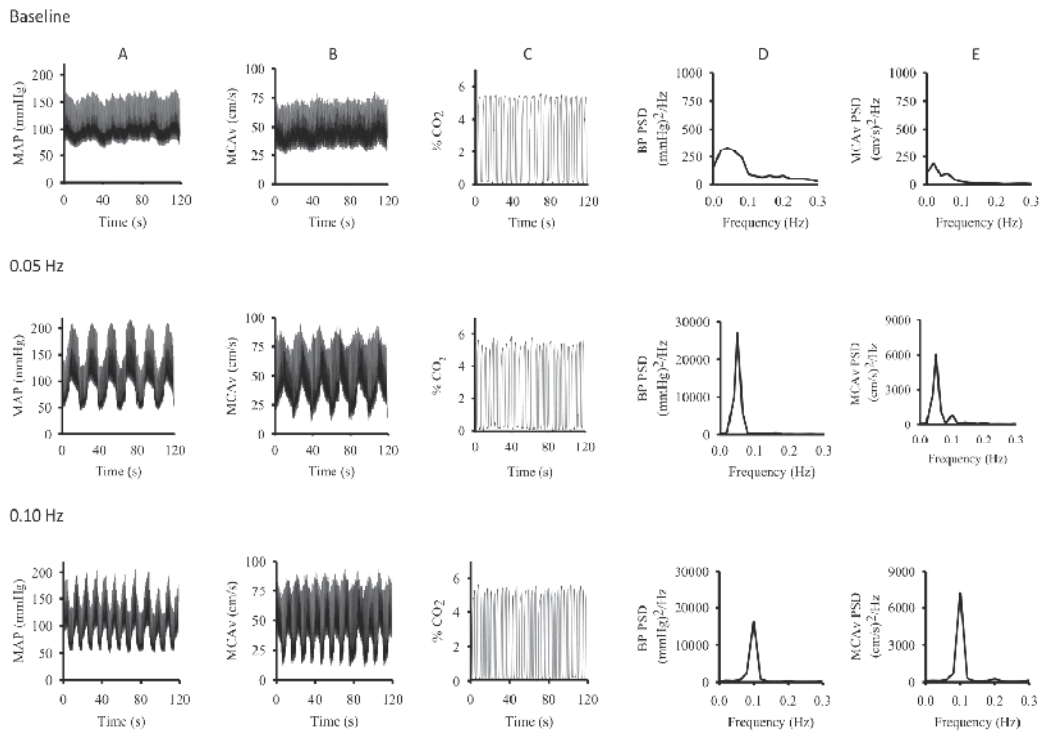 Baseline
A B C D E
MAP (mmHg)
200
150
100
50
0
0 40 80 120
Time (s)
MCAv (cm/s)
100
75
50
25
0
0 40 80 120
Time (s)
% CO2
6
4
2
0
0 40 80 120
Time (s)
BP PSD
(mmHg)2/Hz
1000
750
500
250
0
0.0 0.1 0.2 0.3
Frequency (Hz)
MCAv PSD
(cm/s)2/Hz
1000
750
500
250
0
0.0 0.1 0.2 0.3
Frequency (Hz)
0.05 Hz
MAP (mmHg)
200
150
100
50
0
0 40 80 120
Time (s)
MCAv (cm/s)
100
75
50
25
0
0 40 80 120
Time (s)
% CO2
6
4
2
0
0 40 80 120
Time (s)
BP PSD
(mmHg)2/Hz
30000
20000
10000
0
0.0 0.1 0.2 0.3
Frequency (Hz)
MCAv PSD
(cm/s)2/Hz
9000
6000
3000
0
0.0 0.1 0.2 0.3
Frequency (Hz)
0.10 Hz
MAP (mmHg)
200
150
100
50
0
0 40 80 120
Time (s)
MCAv (cm/s)
100
75
50
25
0
0 40 80 120
Time (s)
% CO2
6
4
2
0
0 40 80 120
Time (s)
BP PSD
(mmHg)2/Hz
30000
20000
10000
0
0.0 0.1 0.2 0.3
Frequency (Hz)
MCAv PSD
(cm/s)2/Hz
9000
6000
3000
0
0.0 0.1 0.2 0.3
Frequency (Hz)